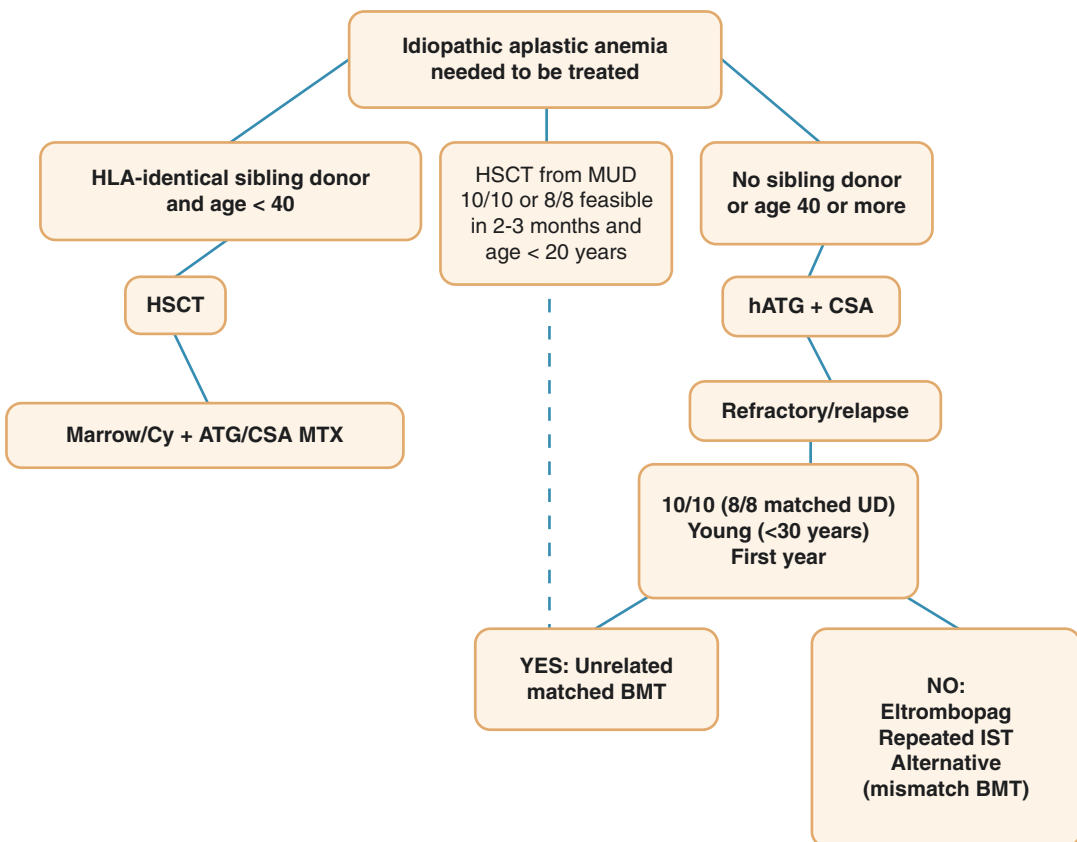 Idiopathic aplastic anemia
needed to be treated
HLA-identical sibling donor
and age < 40
HSCT from MUD
10/10 or 8/8 feasible
in 2-3 months and
age < 20 years
No sibling donor
or age 40 or more
HSCT
hATG + CSA
Marrow/Cy + ATG/CSA MTX
Refractory/relapse
10/10 (8/8 matched UD)
Young (<30 years)
First year
YES: Unrelated
matched BMT
NO:
Eltrombopag
Repeated IST
Alternative
(mismatch BMT)